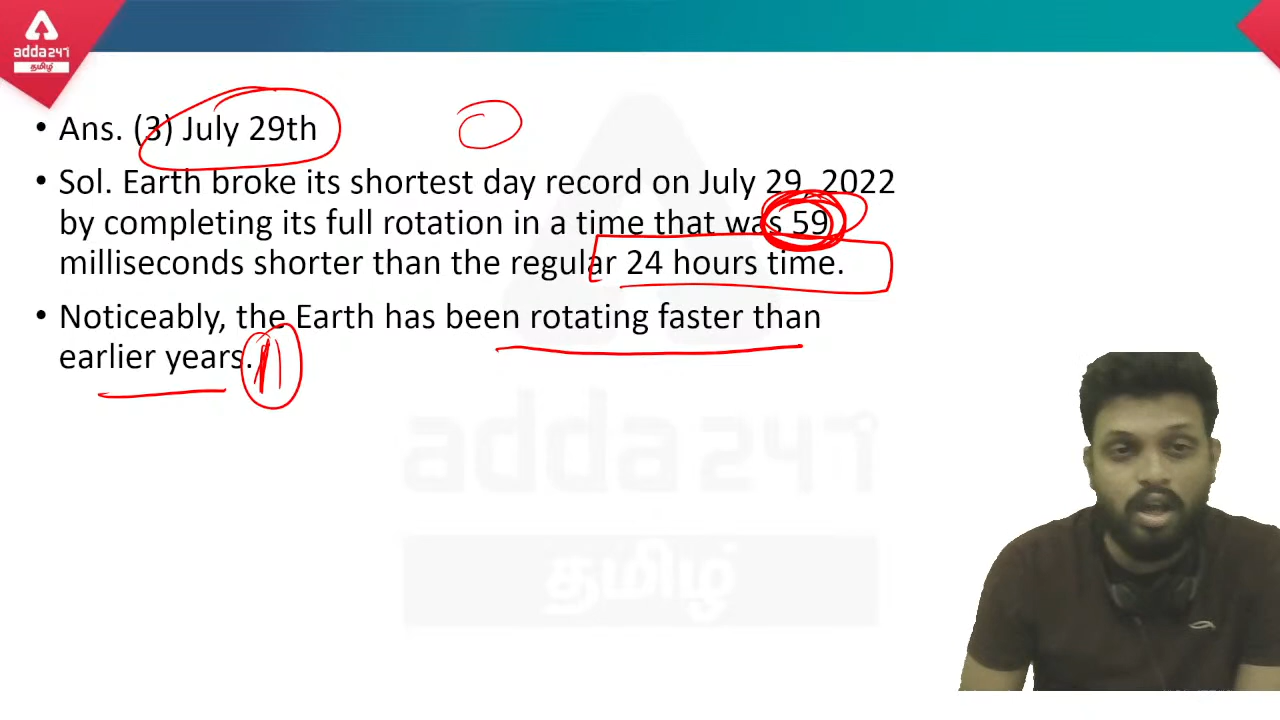 adda247
தமிழ்
• Ans. (3) July 29th
• Sol. Earth broke its shortest day record on July 29, 2022
by completing its full rotation in a time that was 59
milliseconds shorter than the regular 24 hours time.
• Noticeably, the Earth has been rotating faster than
earlier years.
adda247
தமிழ்